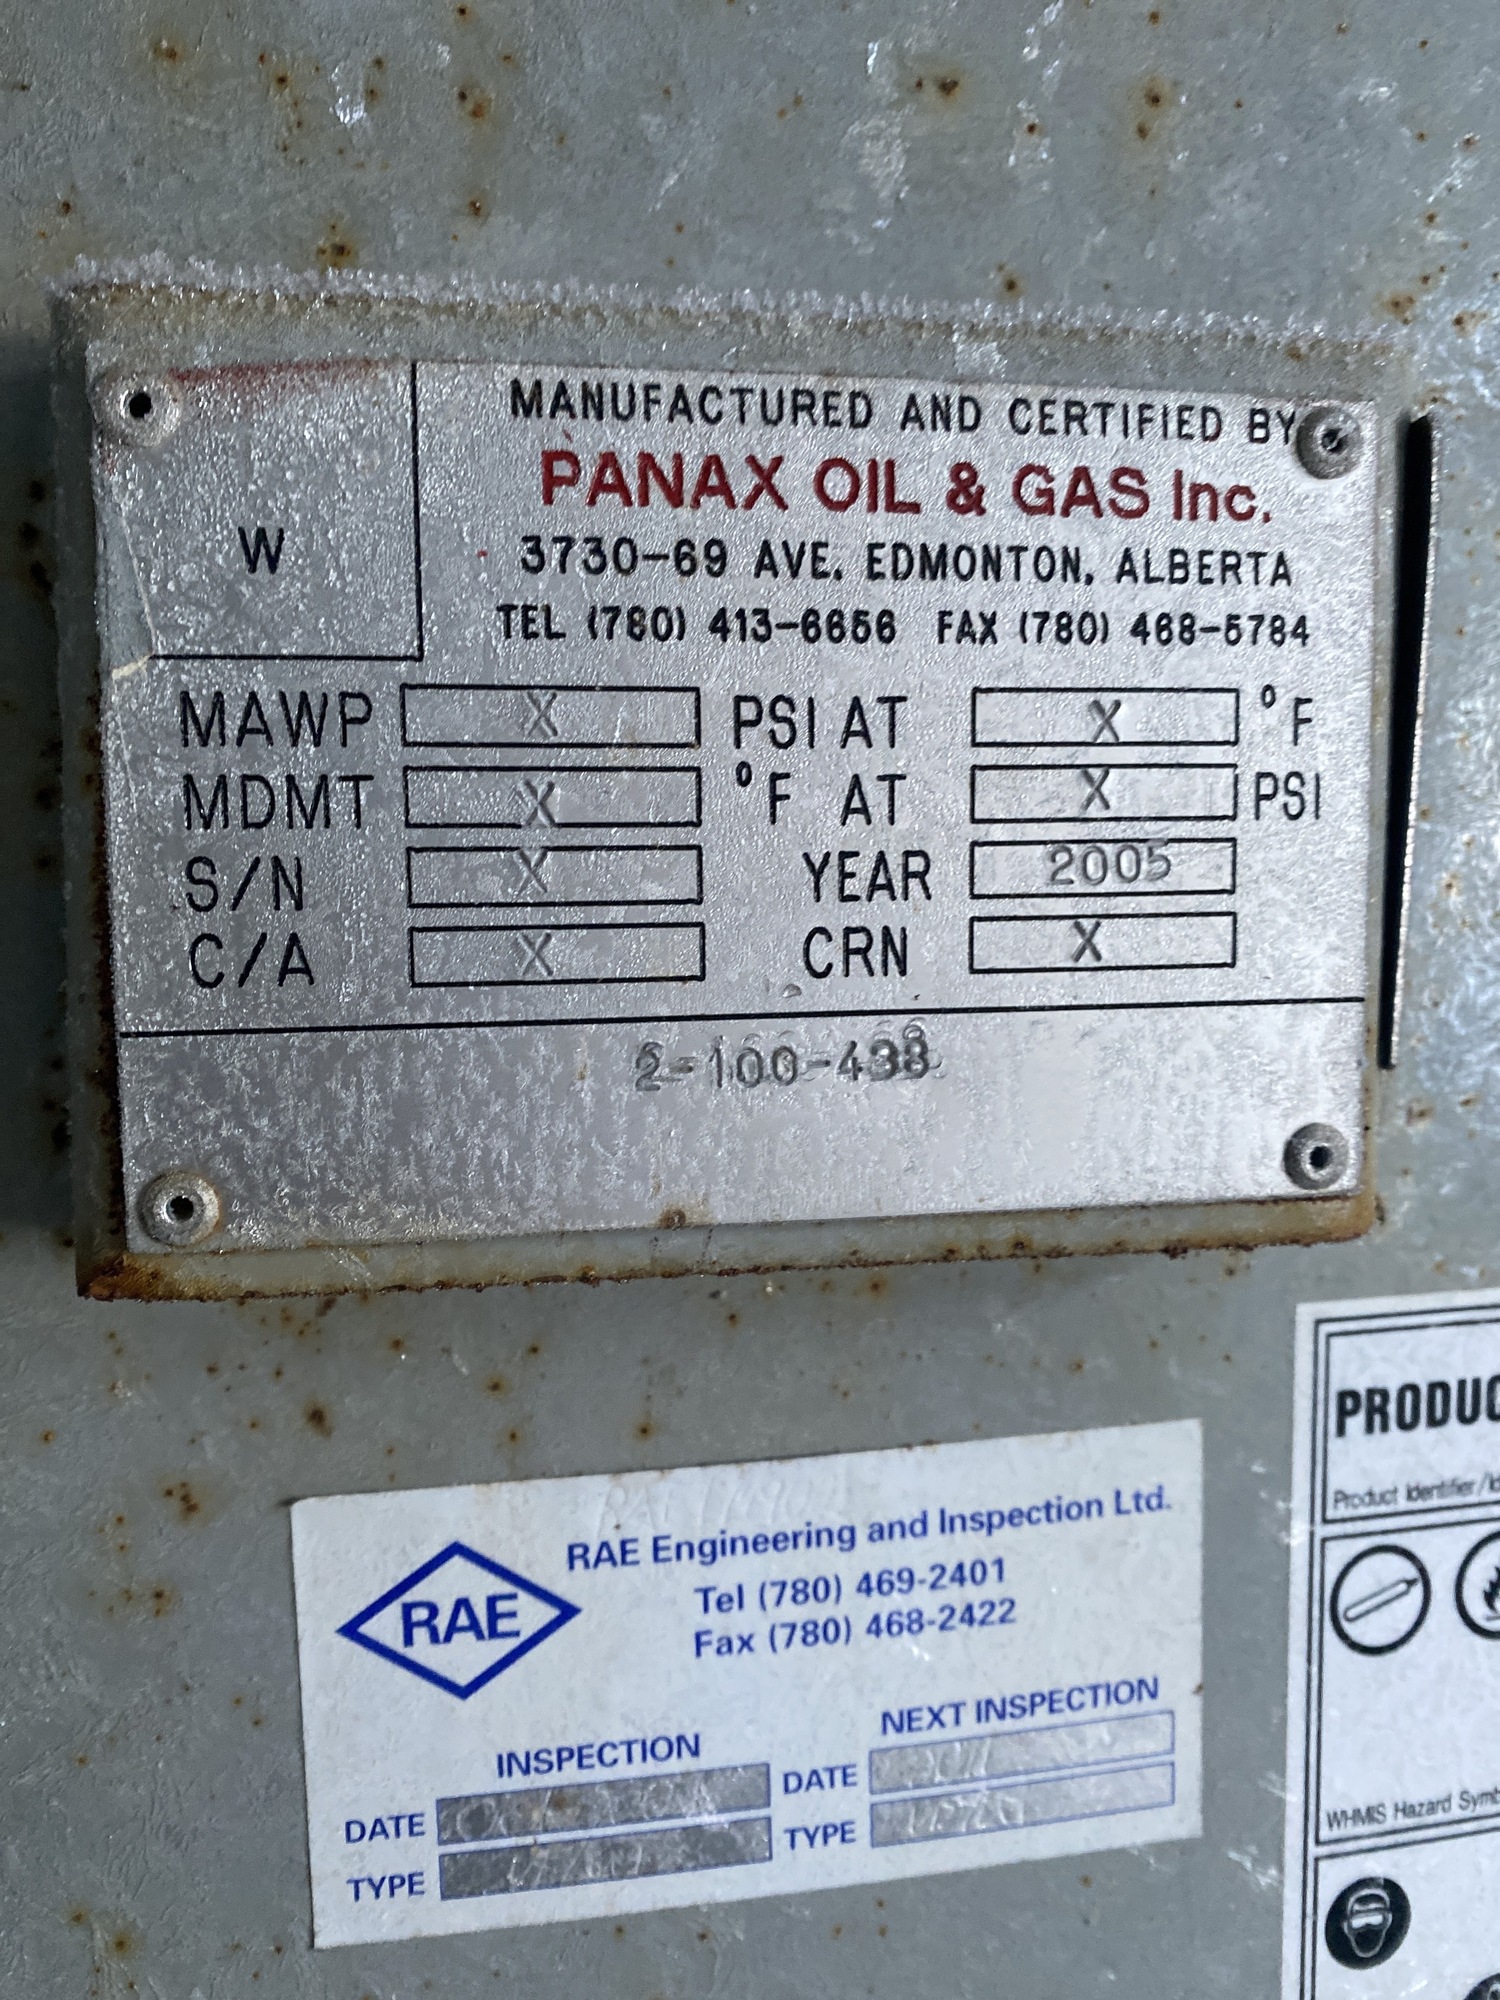 MANUFACTURED AND CERTIFIED BY
PANAX OIL & GAS Inc.
W
3730-69 AVE. EDMONTON, ALBERTA
TEL (780) 413-6656 FAX (780) 468-5784
MAWP X PSI AT X °F
MDMT X °F AT X PSI
S/N X YEAR 2005
C/A X CRN X
2-100-438
RAE Engineering and Inspection Ltd.
RAE
Tel (780) 469-2401
Fax (780) 468-2422
INSPECTION
NEXT INSPECTION
DATE
DATE
TYPE
TYPE
PRODUC
Product Identifier/Id
WHMIS Hazard Symb